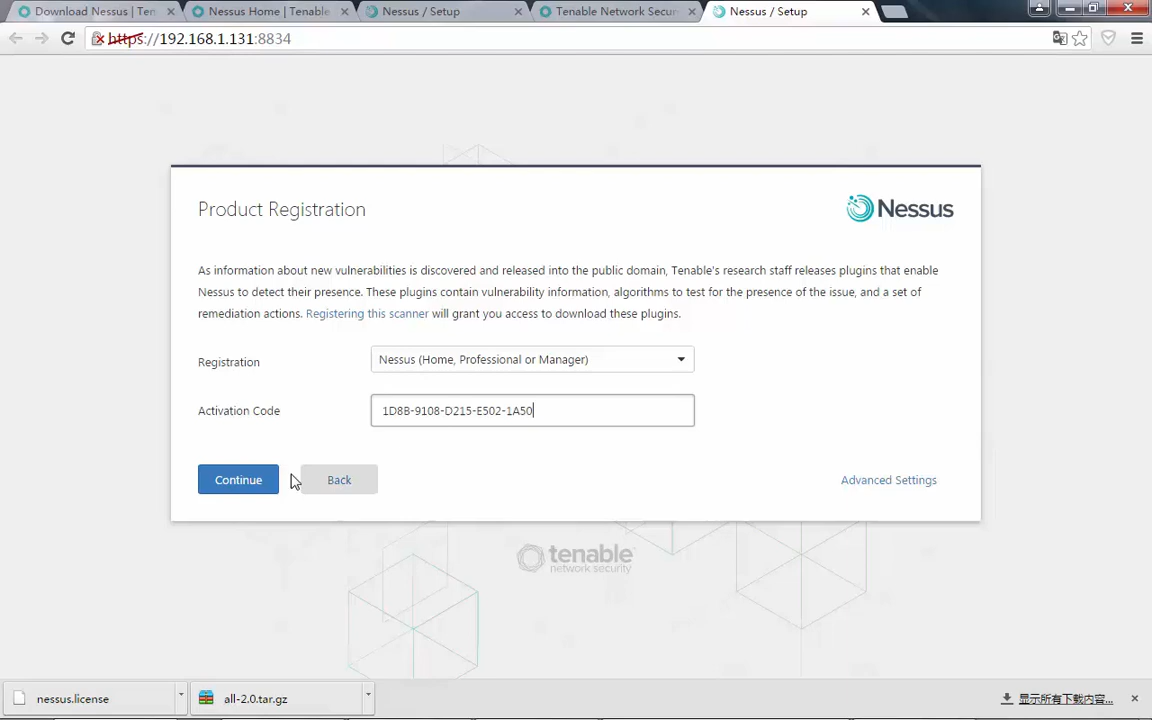 Download Nessus | Ten
Nessus Home | Tenable
Nessus / Setup
Tenable Network Secur
Nessus / Setup
https://192.168.1.131:8834
Product Registration
Nessus
As information about new vulnerabilities is discovered and released into the public domain, Tenable's research staff releases plugins that enable
Nessus to detect their presence. These plugins contain vulnerability information, algorithms to test for the presence of the issue, and a set of
remediation actions. Registering this scanner will grant you access to download these plugins.
Registration
Nessus (Home, Professional or Manager)
Activation Code
1D8B-9108-D215-E502-1A50
Continue
Back
Advanced Settings
tenable
network security
nessus.license
all-2.0.tar.gz
显示所有下载内容...